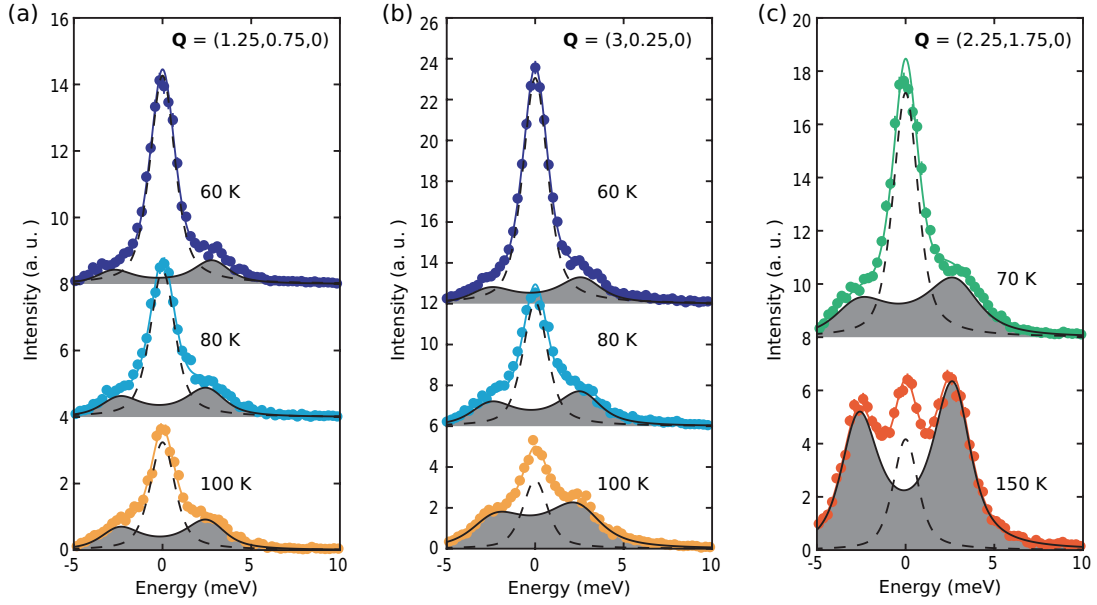 (a)
Q = (1.25,0.75,0)
16
14
12
10
8
6
4
2
0
60 K
80 K
100 K
-5
0
5
10
Intensity (a. u. )
Energy (meV)
(b)
Q = (3,0.25,0)
26
24
22
20
18
16
14
12
10
8
6
4
2
0
60 K
80 K
100 K
-5
0
5
10
Intensity (a. u. )
Energy (meV)
(c)
Q = (2.25,1.75,0)
20
18
16
14
12
10
8
6
4
2
0
70 K
150 K
-5
0
5
10
Intensity (a. u. )
Energy (meV)